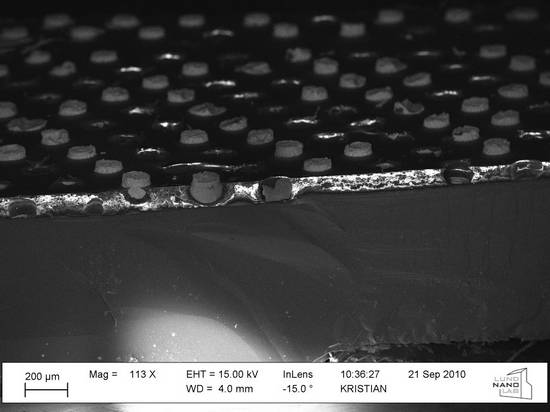 200 µm
Mag = 113 X
EHT = 15.00 kV
WD = 4.0 mm
InLens
-15.0 °
10:36:27
KRISTIAN
21 Sep 2010
LUND
NANO
LAB